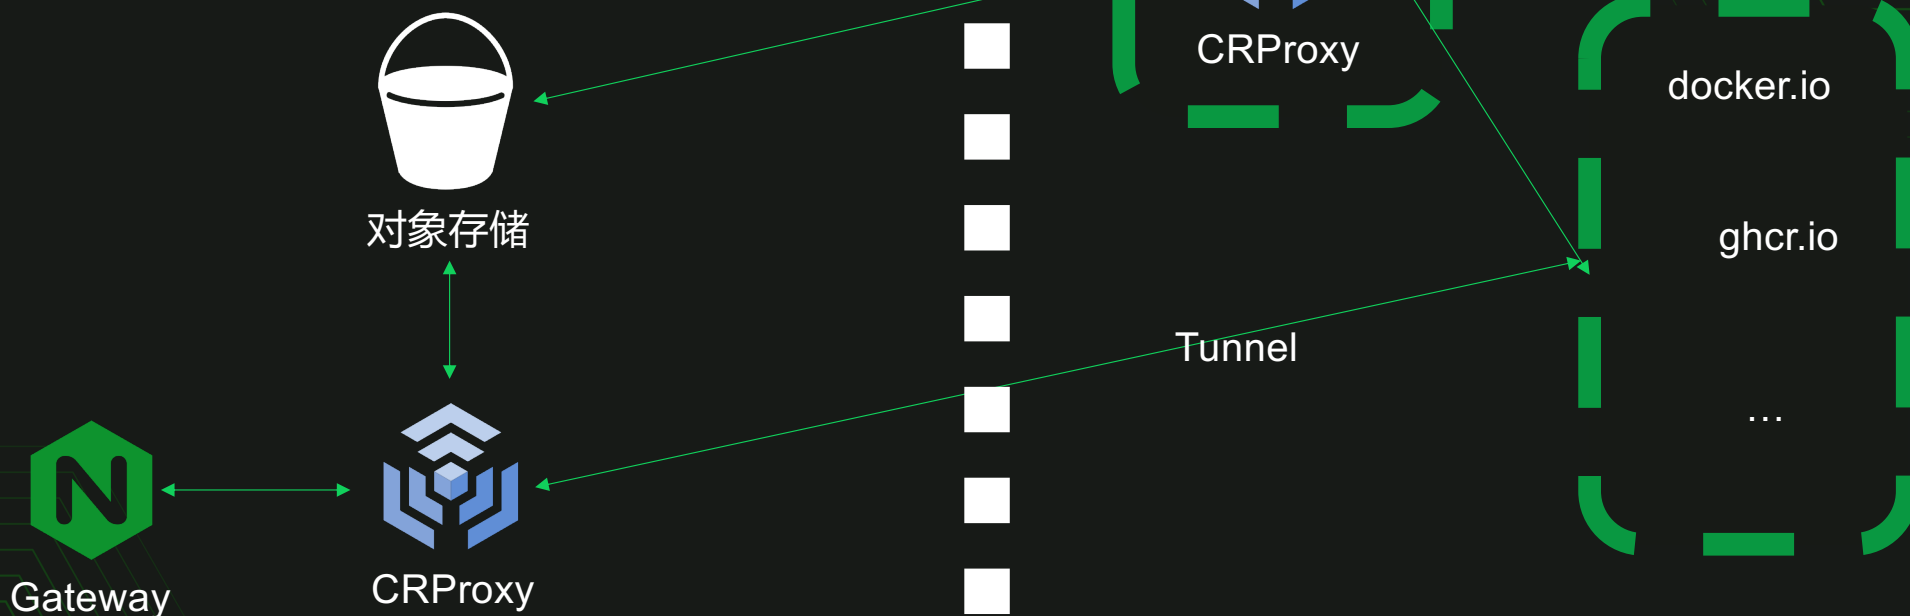 CRProxy
docker.io
对象存储
ghcr.io
Tunnel
...
Gateway
CRProxy